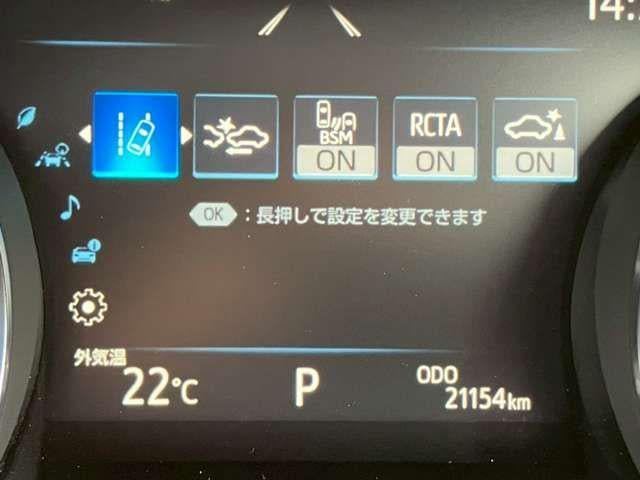 BSM
ON
RCTA
ON
ON
OK : 長押しで設定を変更できます
外気温
22℃
P
ODO
21154km